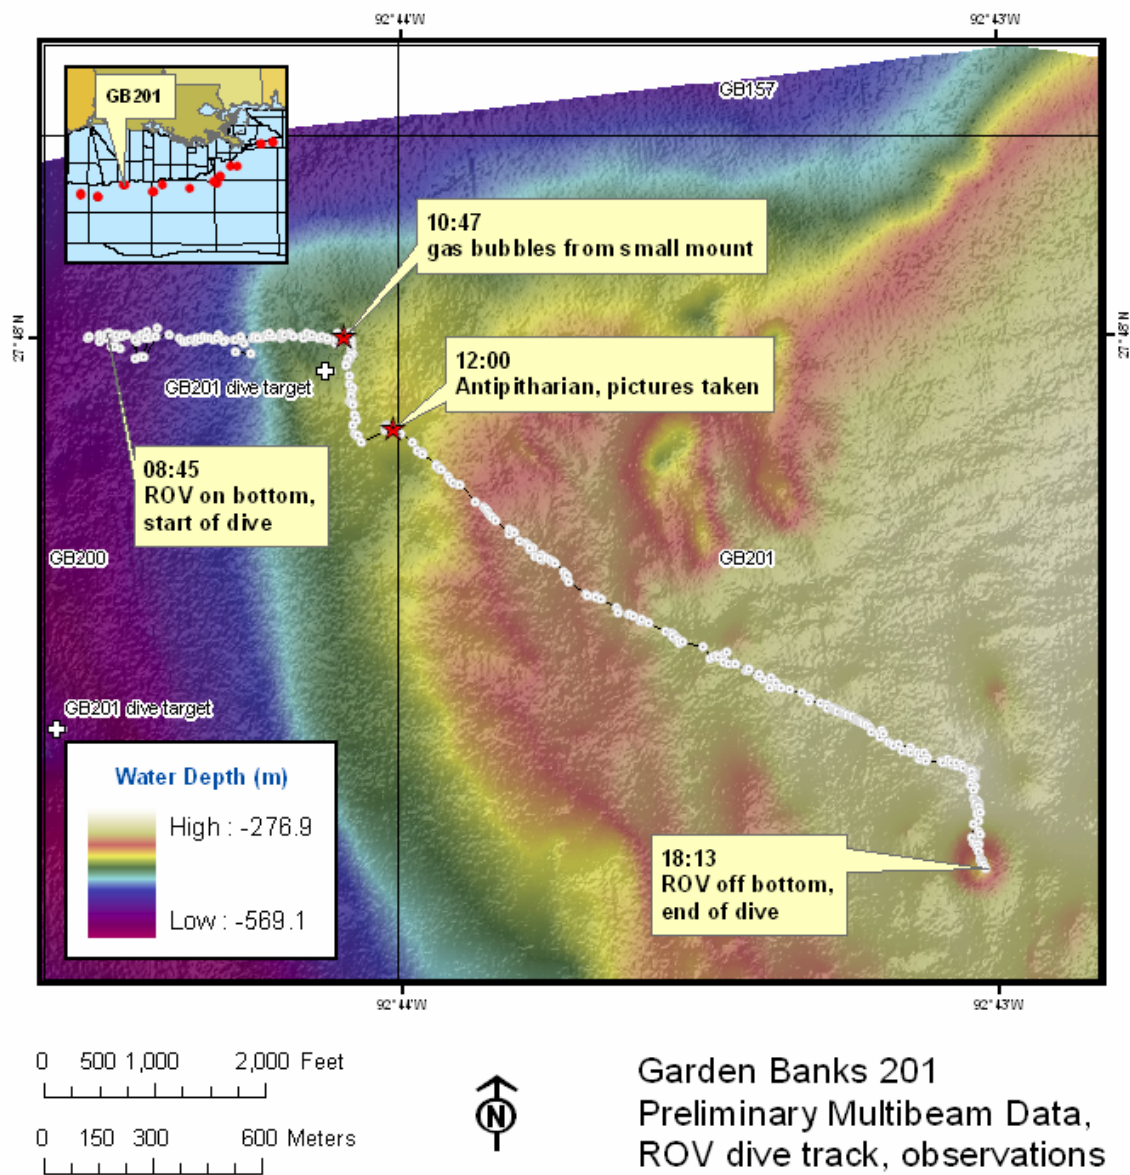 92°44'W
92°43'W
GB157
GB201
10:47
gas bubbles from small mount
27°48'N
27°48'N
12:00
Antipitharian, pictures taken
GB201 dive target
08:45
ROV on bottom,
start of dive
GB200
GB201
GB201 dive target
Water Depth (m)
High : -276.9
Low : -569.1
18:13
ROV off bottom,
end of dive
92°44'W
92°43'W
0 500 1,000 2,000 Feet
0 150 300 600 Meters
N
Garden Banks 201
Preliminary Multibeam Data,
ROV dive track, observations